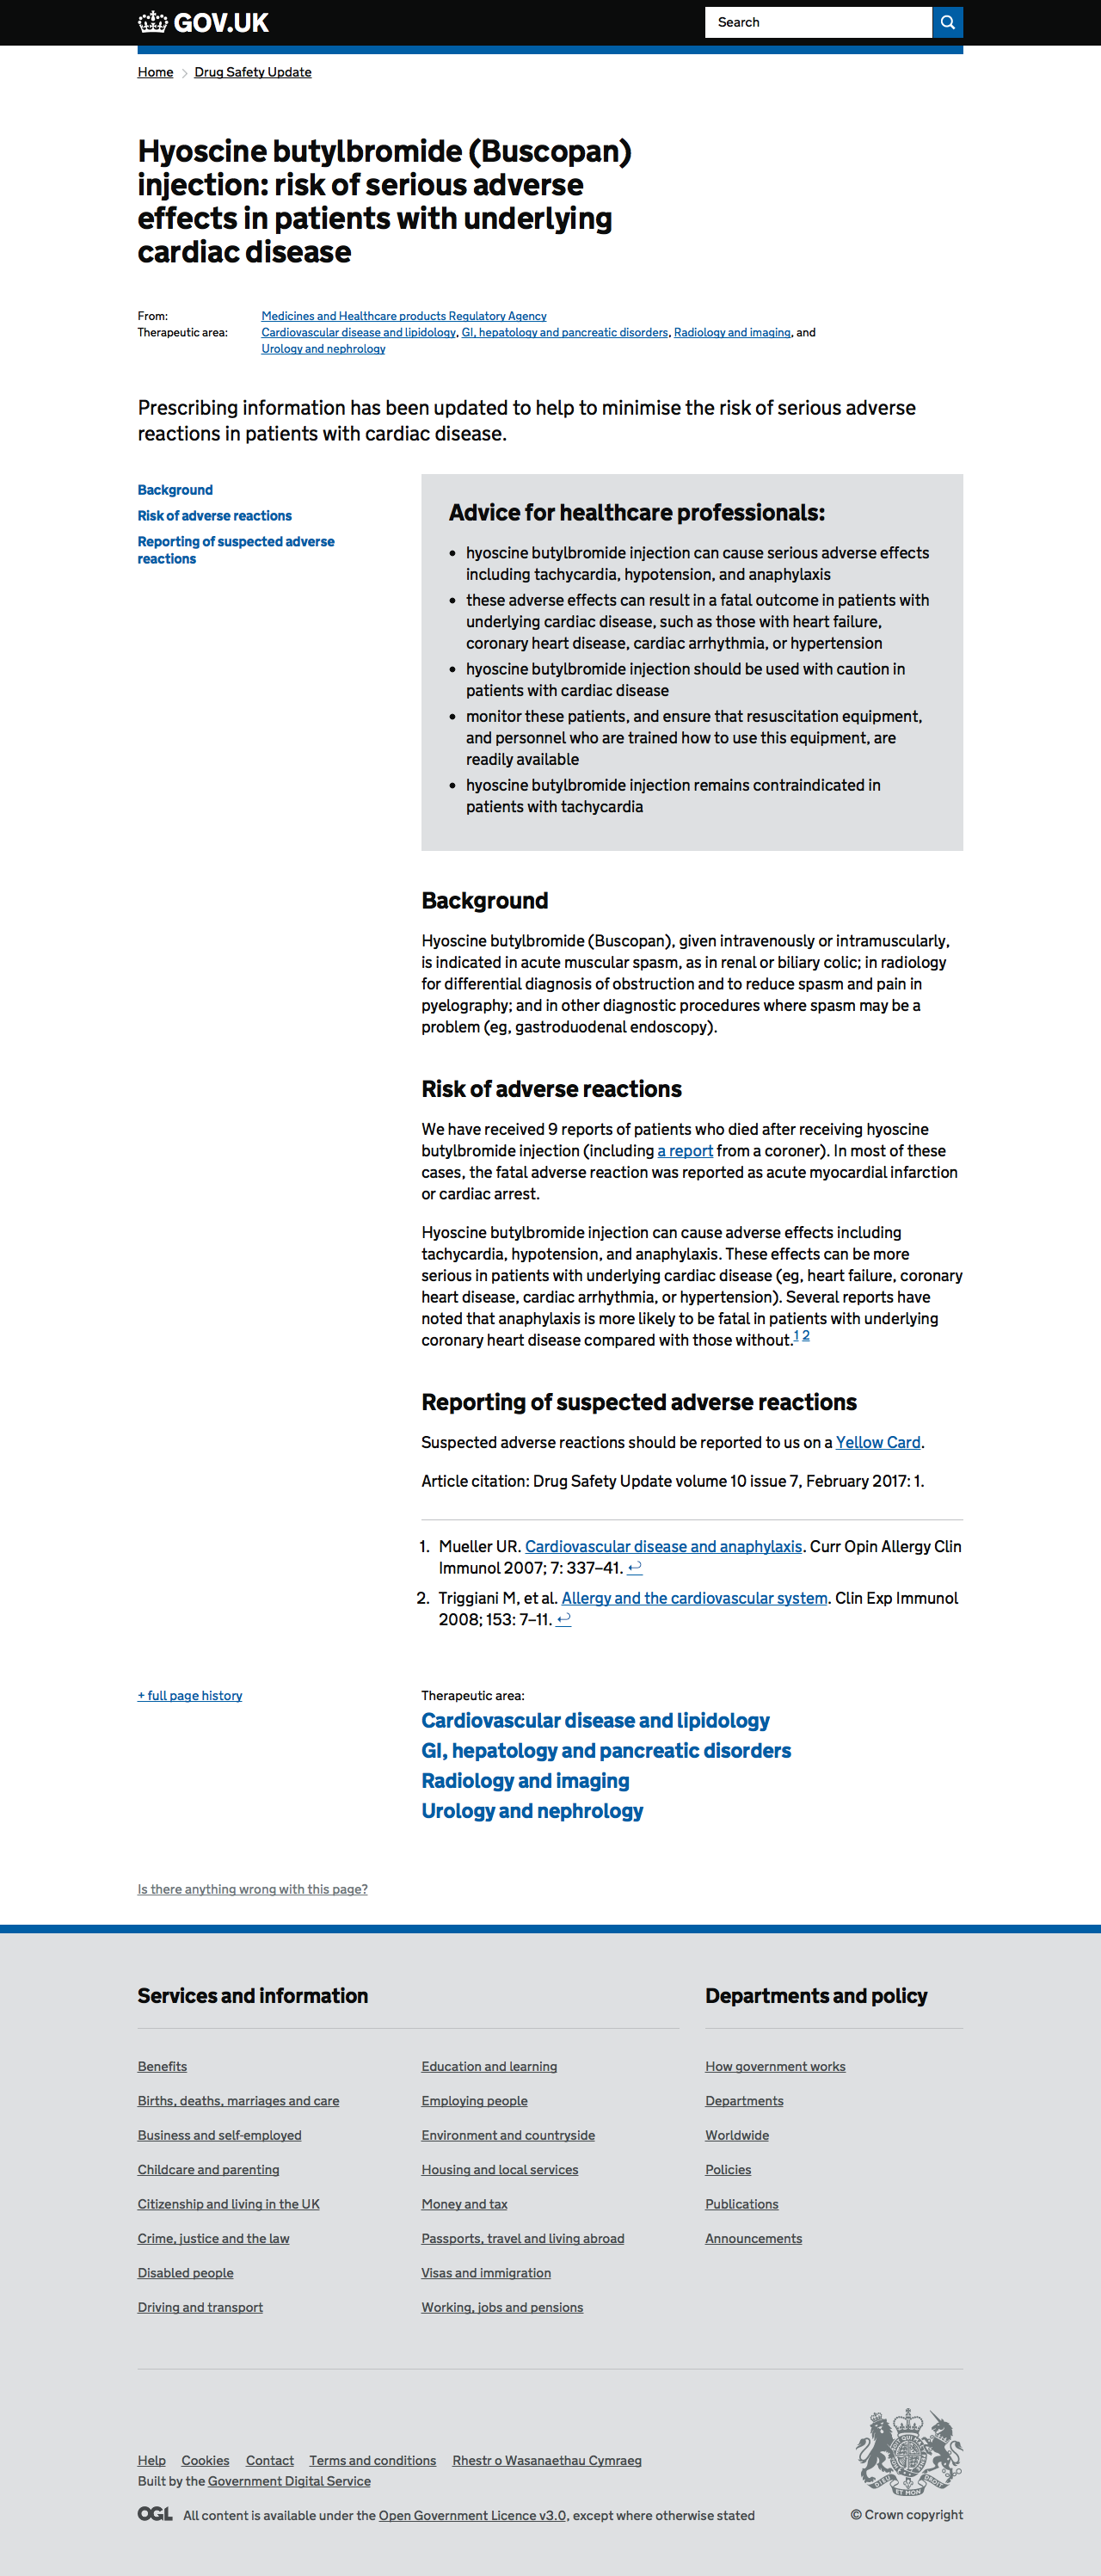 GOV.UK
Search
Home
Drug Safety Update
Hyoscine butylbromide (Buscopan)
injection: risk of serious adverse
effects in patients with underlying
cardiac disease
From:
Medicines and Healthcare products Regulatory Agency
Therapeutic area:
Cardiovascular disease and lipidology, GI, hepatology and pancreatic disorders, Radiology and imaging, and
Urology and nephrology
Prescribing information has been updated to help to minimise the risk of serious adverse
reactions in patients with cardiac disease.
Background
Risk of adverse reactions
Reporting of suspected adverse
reactions
Advice for healthcare professionals:
• hyoscine butylbromide injection can cause serious adverse effects
including tachycardia, hypotension, and anaphylaxis
• these adverse effects can result in a fatal outcome in patients with
underlying cardiac disease, such as those with heart failure,
coronary heart disease, cardiac arrhythmia, or hypertension
• hyoscine butylbromide injection should be used with caution in
patients with cardiac disease
• monitor these patients, and ensure that resuscitation equipment,
and personnel who are trained how to use this equipment, are
readily available
• hyoscine butylbromide injection remains contraindicated in
patients with tachycardia
Background
Hyoscine butylbromide (Buscopan), given intravenously or intramuscularly,
is indicated in acute muscular spasm, as in renal or biliary colic; in radiology
for differential diagnosis of obstruction and to reduce spasm and pain in
pyelography; and in other diagnostic procedures where spasm may be a
problem (eg, gastroduodenal endoscopy).
Risk of adverse reactions
We have received 9 reports of patients who died after receiving hyoscine
butylbromide injection (including a report from a coroner). In most of these
cases, the fatal adverse reaction was reported as acute myocardial infarction
or cardiac arrest.
Hyoscine butylbromide injection can cause adverse effects including
tachycardia, hypotension, and anaphylaxis. These effects can be more
serious in patients with underlying cardiac disease (eg, heart failure, coronary
heart disease, cardiac arrhythmia, or hypertension). Several reports have
noted that anaphylaxis is more likely to be fatal in patients with underlying
coronary heart disease compared with those without.1 2
Reporting of suspected adverse reactions
Suspected adverse reactions should be reported to us on a Yellow Card.
Article citation: Drug Safety Update volume 10 issue 7, February 2017: 1.
1. Mueller UR. Cardiovascular disease and anaphylaxis. Curr Opin Allergy Clin
Immunol 2007; 7: 337–41. ↩
2. Triggiani M, et al. Allergy and the cardiovascular system. Clin Exp Immunol
2008; 153: 7–11. ↩
+ full page history
Therapeutic area:
Cardiovascular disease and lipidology
GI, hepatology and pancreatic disorders
Radiology and imaging
Urology and nephrology
Is there anything wrong with this page?
Services and information
Benefits
Births, deaths, marriages and care
Business and self-employed
Childcare and parenting
Citizenship and living in the UK
Crime, justice and the law
Disabled people
Driving and transport
Education and learning
Employing people
Environment and countryside
Housing and local services
Money and tax
Passports, travel and living abroad
Visas and immigration
Working, jobs and pensions
Departments and policy
How government works
Departments
Worldwide
Policies
Publications
Announcements
Help Cookies Contact Terms and conditions Rhestr o Wasanaethau Cymraeg
Built by the Government Digital Service
OGL All content is available under the Open Government Licence v3.0, except where otherwise stated
© Crown copyright